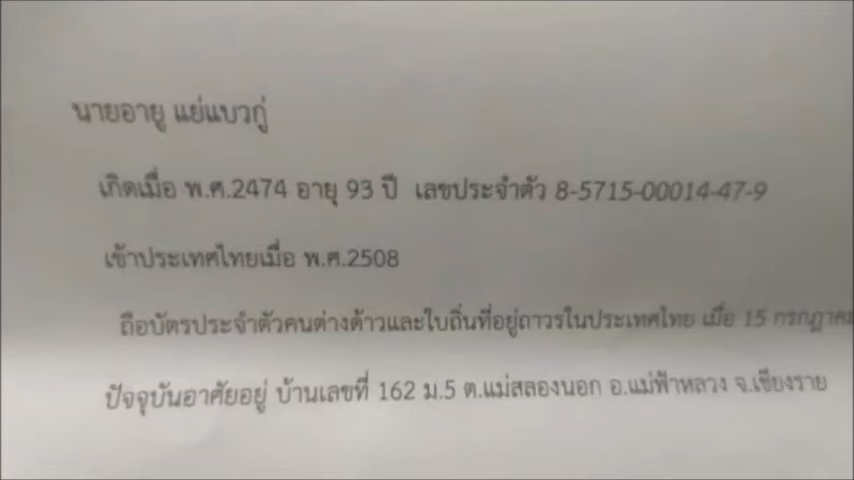 นายอายู แย่แบวกู่
เกิดเมื่อ พ.ศ.2474 อายุ 93 ปี เลขประจำตัว 8-5715-00014-47-9
เข้าประเทศไทยเมื่อ พ.ศ.2508
ถือบัตรประจำตัวคนต่างด้าวและใบถิ่นที่อยู่ถาวรในประเทศไทย เมื่อ 15 กรกฎาคม
ปัจจุบันอาศัยอยู่ บ้านเลขที่ 162 ม.5 ต.แม่สลองนอก อ.แม่ฟ้าหลวง จ.เชียงราย